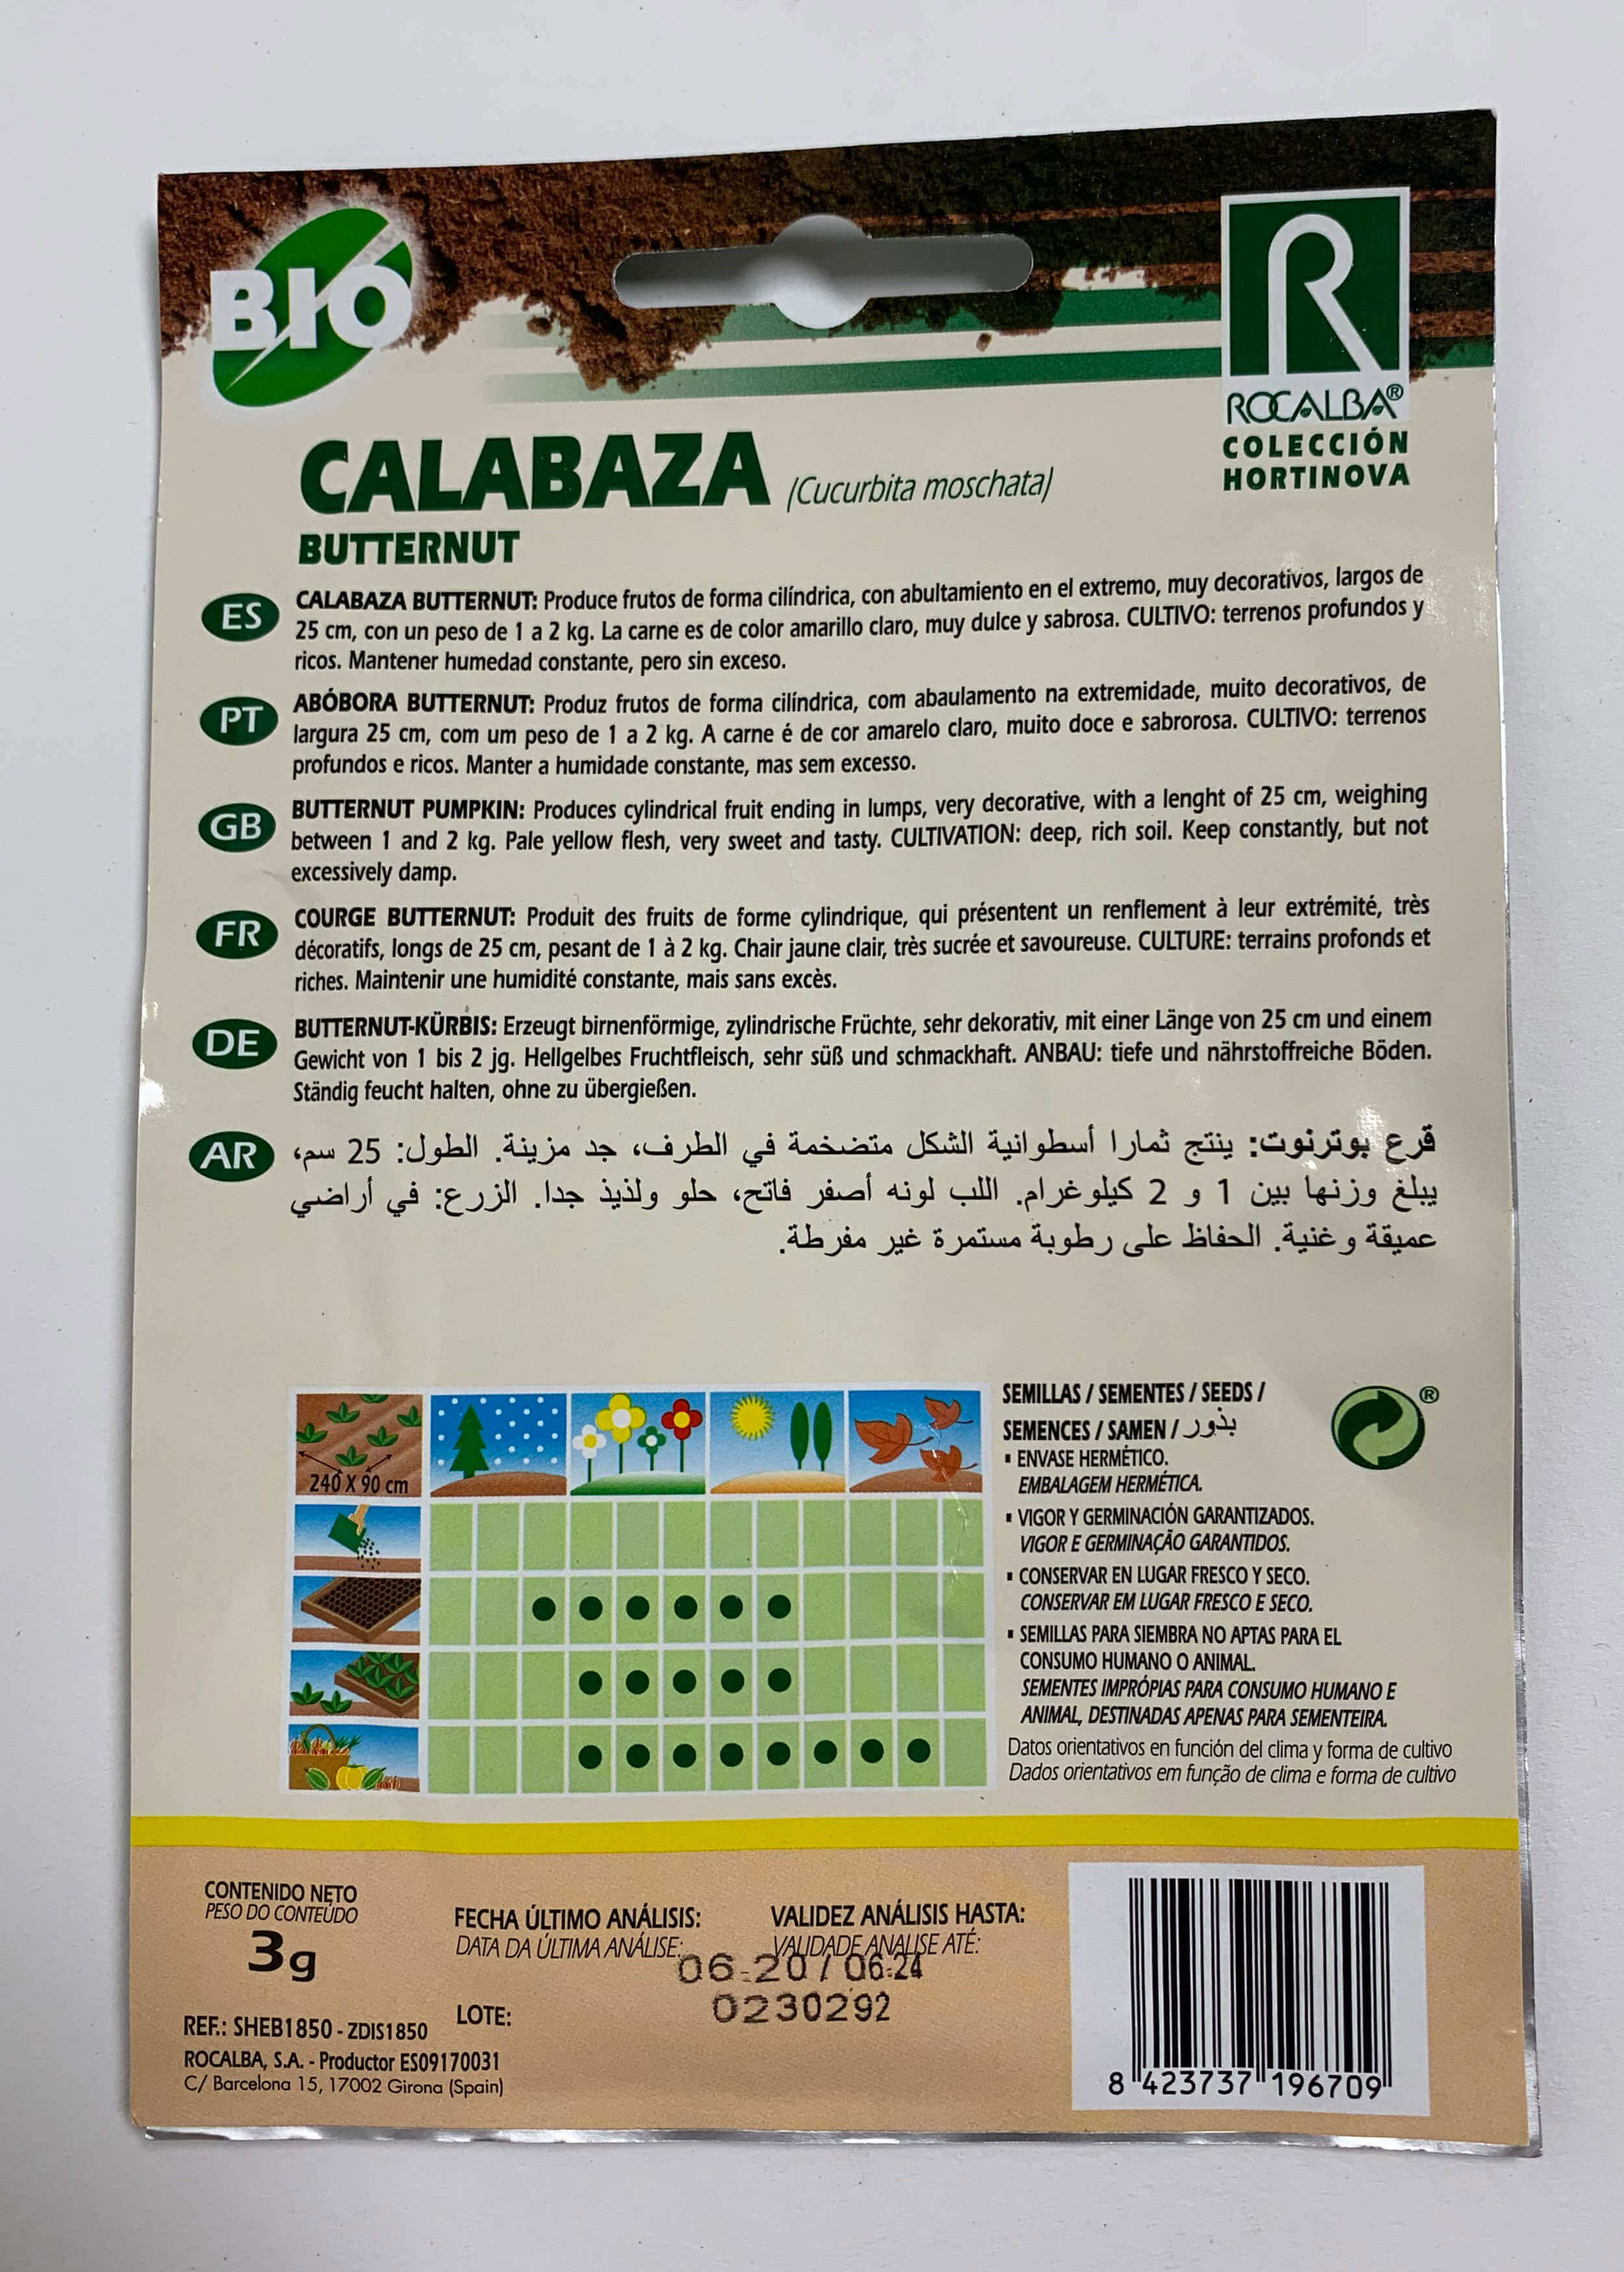 BIO
R
ROCALBA®
COLECCIÓN
HORTINOVA
CALABAZA (Cucurbita moschata)
BUTTERNUT
ES
CALABAZA BUTTERNUT: Produce frutos de forma cilíndrica, con abultamiento en el extremo, muy decorativos, largos de
25 cm, con un peso de 1 a 2 kg. La carne es de color amarillo claro, muy dulce y sabrosa. CULTIVO: terrenos profundos y
ricos. Mantener humedad constante, pero sin exceso.
PT
ABÓBORA BUTTERNUT: Produz frutos de forma cilíndrica, com abaulamento na extremidade, muito decorativos, de
largura 25 cm, com um peso de 1 a 2 kg. A carne é de cor amarelo claro, muito doce e sabrorosa. CULTIVO: terrenos
profundos e ricos. Manter a humidade constante, mas sem excesso.
GB
BUTTERNUT PUMPKIN: Produces cylindrical fruit ending in lumps, very decorative, with a lenght of 25 cm, weighing
between 1 and 2 kg. Pale yellow flesh, very sweet and tasty. CULTIVATION: deep, rich soil. Keep constantly, but not
excessively damp.
FR
COURGE BUTTERNUT: Produit des fruits de forme cylindrique, qui présentent un renflement à leur extrémité, très
décoratifs, longs de 25 cm, pesant de 1 à 2 kg. Chair jaune clair, très sucrée et savoureuse. CULTURE: terrains profonds et
riches. Maintenir une humidité constante, mais sans excès.
DE
BUTTERNUT-KÜRBIS: Erzeugt birnenförmige, zylindrische Früchte, sehr dekorativ, mit einer Länge von 25 cm und einem
Gewicht von 1 bis 2 jg. Hellgelbes Fruchtfleisch, sehr süß und schmackhaft. ANBAU: tiefe und nährstoffreiche Böden.
Ständig feucht halten, ohne zu übergießen.
AR
قرع بوترنوت: ينتج ثمارا أسطوانية الشكل متضخمة في الطرف، جد مزينة. الطول: 25 سم،
يبلغ وزنها بين 1 و 2 كيلوغرام. اللب لونه أصفر فاتح، حلو ولذيذ جدا. الزرع: في أراضي
عميقة وغنية. الحفاظ على رطوبة مستمرة غير مفرطة.
240 X 90 cm
SEMILLAS / SEMENTES / SEEDS /
SEMENCES / SAMEN / بذور
▪ ENVASE HERMÉTICO.
EMBALAGEM HERMÉTICA.
▪ VIGOR Y GERMINACIÓN GARANTIZADOS.
VIGOR E GERMINAÇÃO GARANTIDOS.
▪ CONSERVAR EN LUGAR FRESCO Y SECO.
CONSERVAR EM LUGAR FRESCO E SECO.
▪ SEMILLAS PARA SIEMBRA NO APTAS PARA EL
CONSUMO HUMANO O ANIMAL.
SEMENTES IMPRÓPIAS PARA CONSUMO HUMANO E
ANIMAL, DESTINADAS APENAS PARA SEMENTEIRA.
Datos orientativos en función del clima y forma de cultivo
Dados orientativos em função de clima e forma de cultivo
®
CONTENIDO NETO
PESO DO CONTEÚDO
3g
FECHA ÚLTIMO ANÁLISIS:
DATA DA ÚLTIMA ANÁLISE:
VALIDEZ ANÁLISIS HASTA:
VALIDADE ANALISE ATÉ:
06-20 / 06-24
LOTE:
0230292
REF.: SHEB1850 - ZDIS1850
ROCALBA, S.A. - Productor ES09170031
C/ Barcelona 15, 17002 Girona (Spain)
8 423737 196709